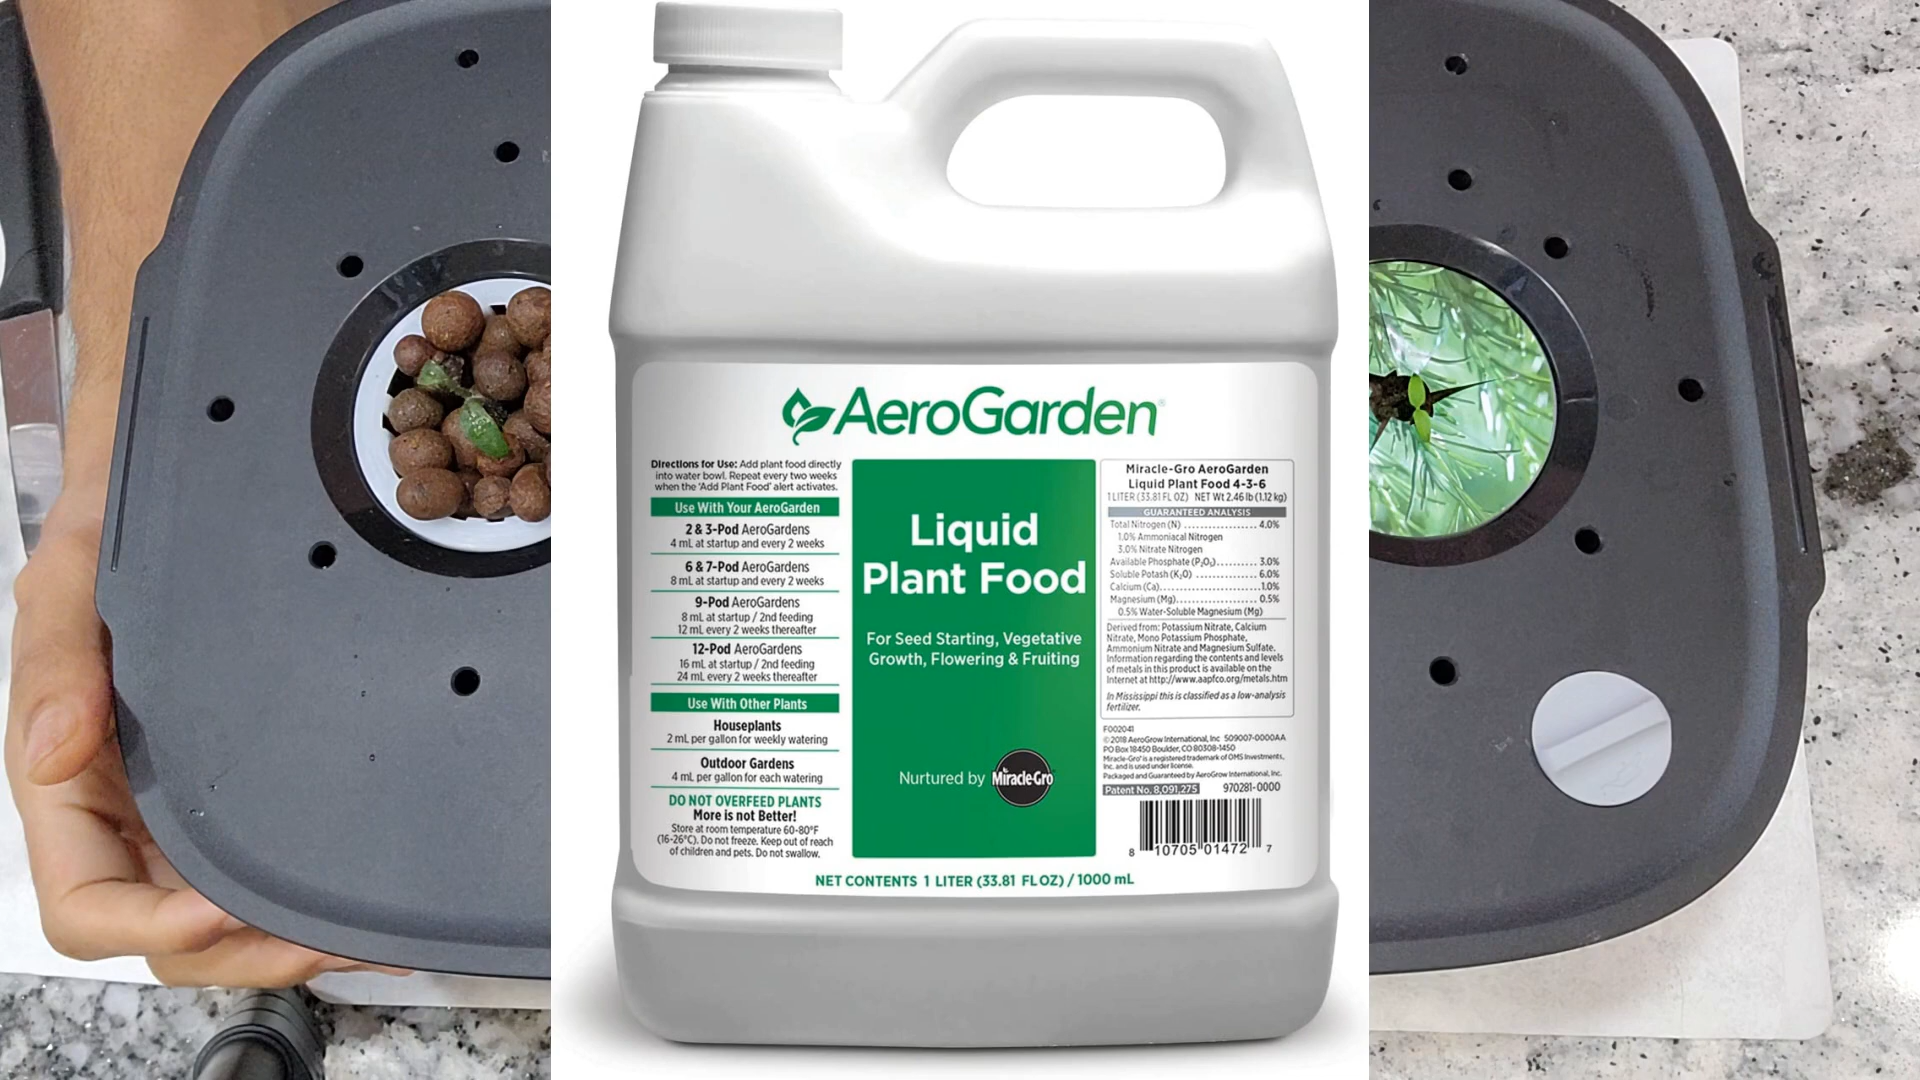 AeroGarden
Directions for Use: Add plant food directly
into water bowl. Repeat every two weeks
when the 'Add Plant Food' alert activates.
Use With Your AeroGarden
2 & 3-Pod AeroGardens
4 mL at startup and every 2 weeks
6 & 7-Pod AeroGardens
8 mL at startup and every 2 weeks
9-Pod AeroGardens
8 mL at startup / 2nd feeding
12 mL every 2 weeks thereafter
12-Pod AeroGardens
16 mL at startup / 2nd feeding
24 mL every 2 weeks thereafter
Use With Other Plants
Houseplants
2 mL per gallon for weekly watering
Outdoor Gardens
4 mL per gallon for each watering
DO NOT OVERFEED PLANTS
More is not Better!
Store at room temperature 60-80°F
(16-26°C). Do not freeze. Keep out of reach
of children and pets. Do not swallow.
Liquid
Plant Food
For Seed Starting, Vegetative
Growth, Flowering & Fruiting
Nurtured by Miracle-Gro
Miracle-Gro AeroGarden
Liquid Plant Food 4-3-6
1 LITER (33.81 FL OZ) NET Wt 2.46 lb (1.12 kg)
GUARANTEED ANALYSIS
Total Nitrogen (N) .................. 4.0%
1.0% Ammoniacal Nitrogen
3.0% Nitrate Nitrogen
Available Phosphate (P₂O₅).......... 3.0%
Soluble Potash (K₂O) ............... 6.0%
Calcium (Ca)........................ 1.0%
Magnesium (Mg)...................... 0.5%
0.5% Water-Soluble Magnesium (Mg)
Derived from: Potassium Nitrate, Calcium
Nitrate, Mono Potassium Phosphate,
Ammonium Nitrate and Magnesium Sulfate.
Information regarding the contents and levels
of metals in this product is available on the
Internet at http://www.aapfco.org/metals.htm
In Mississippi this is classified as a low-analysis
fertilizer.
F002041
© 2018 AeroGrow International, Inc 509007-0000AA
PO Box 18450 Boulder, CO 80308-1450
Miracle-Gro® is a registered trademark of OMS Investments,
Inc. and is used under license.
Packaged and Guaranteed by AeroGrow International, Inc.
Patent No. 8,091,275 970281-0000
8 10705 01472 7
NET CONTENTS 1 LITER (33.81 FL OZ) / 1000 mL